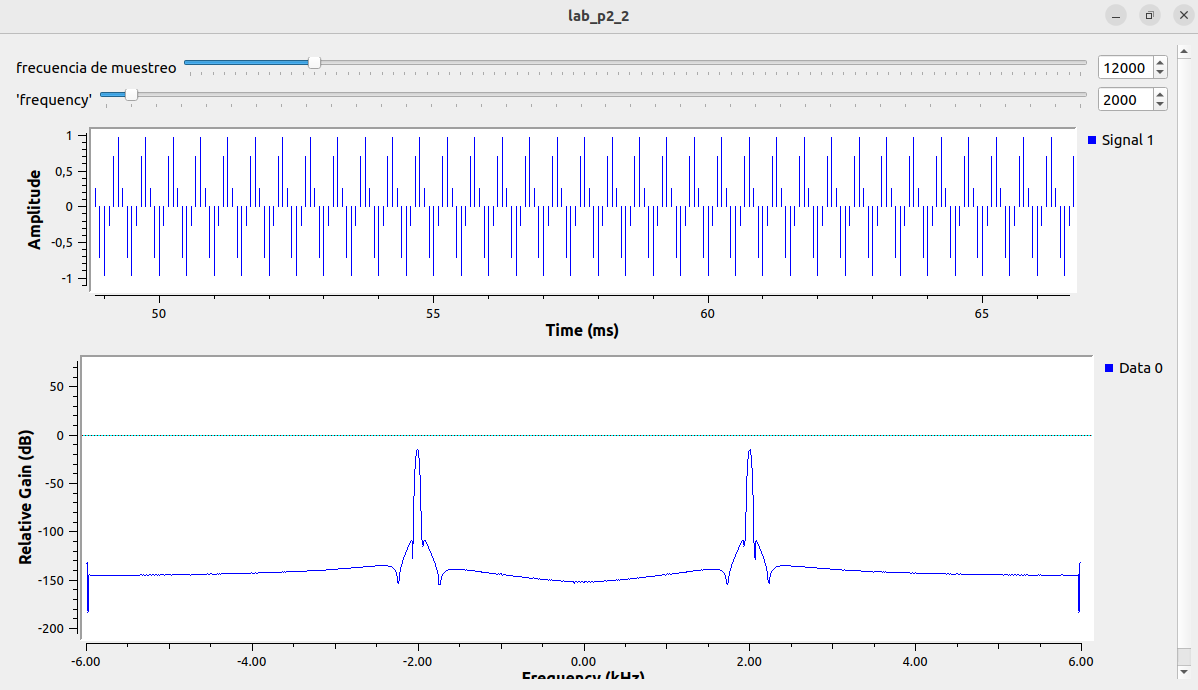 lab_p2_2
frecuencia de muestreo 12000
'frequency' 2000
Signal 1
1
0,5
0
-0,5
-1
Amplitude
50 55 60 65
Time (ms)
Data 0
50
0
-50
-100
-150
-200
Relative Gain (dB)
-6.00 -4.00 -2.00 0.00 2.00 4.00 6.00
Frequency (kHz)